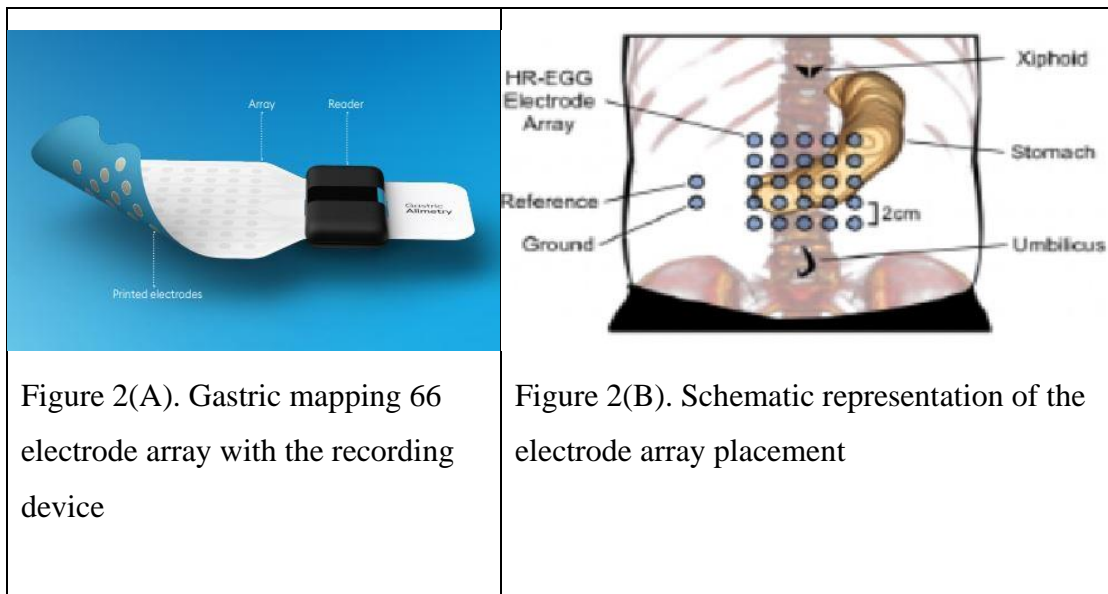 Array
Reader
Gastric
Alimetry
Printed electrodes
Figure 2(A). Gastric mapping 66
electrode array with the recording
device
HR-EGG
Electrode
Array
Reference
Ground
Xiphoid
Stomach
2cm
Umbilicus
Figure 2(B). Schematic representation of the
electrode array placement